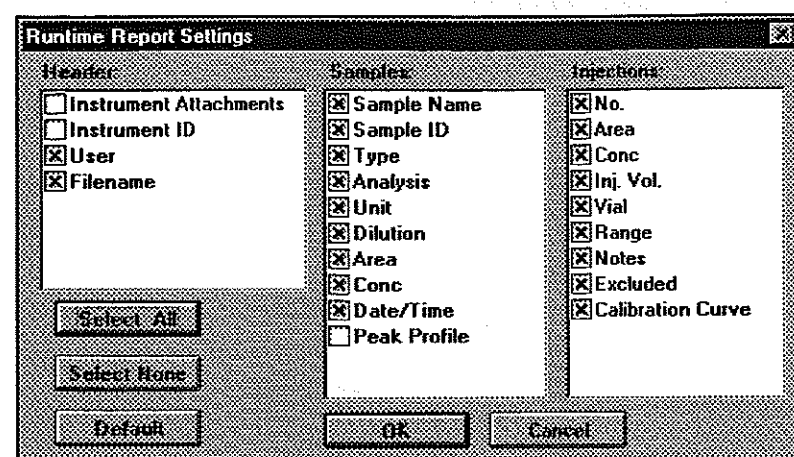 Runtime Report Settings
Header:
Instrument Attachments
Instrument ID
User
Filename
Select All
Select None
Default
Samples:
Sample Name
Sample ID
Type
Analysis
Unit
Dilution
Area
Conc
Date/Time
Peak Profile
Injections:
No.
Area
Conc
Inj. Vol.
Vial
Range
Notes
Excluded
Calibration Curve
OK
Cancel